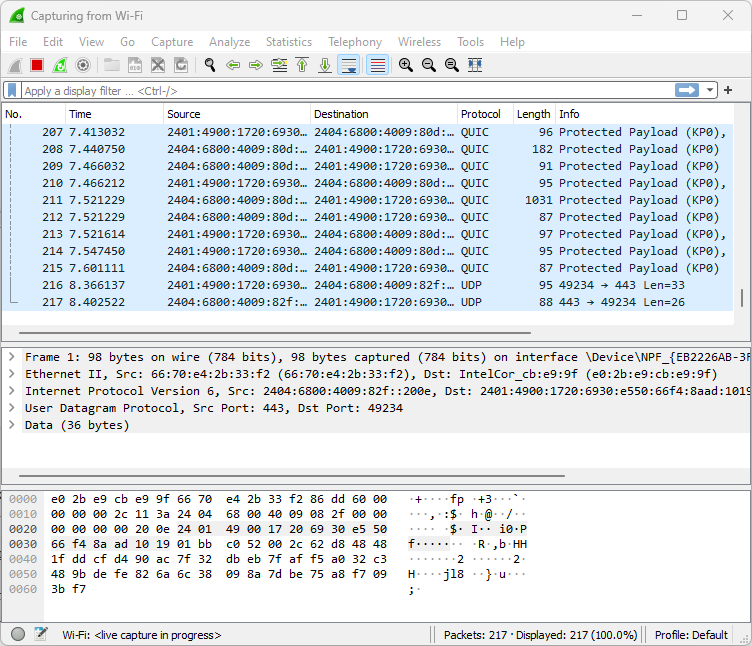 Capturing from Wi-Fi
File Edit View Go Capture Analyze Statistics Telephony Wireless Tools Help
Apply a display filter ... <Ctrl-/>
No. Time Source Destination Protocol Length Info
207 7.413032 2401:4900:1720:6930… 2404:6800:4009:80d:… QUIC 96 Protected Payload (KP0),
208 7.440750 2404:6800:4009:80d:… 2401:4900:1720:6930… QUIC 182 Protected Payload (KP0)
209 7.466032 2404:6800:4009:80d:… 2401:4900:1720:6930… QUIC 91 Protected Payload (KP0)
210 7.466212 2401:4900:1720:6930… 2404:6800:4009:80d:… QUIC 95 Protected Payload (KP0),
211 7.521229 2404:6800:4009:80d:… 2401:4900:1720:6930… QUIC 1031 Protected Payload (KP0)
212 7.521229 2404:6800:4009:80d:… 2401:4900:1720:6930… QUIC 87 Protected Payload (KP0)
213 7.521614 2401:4900:1720:6930… 2404:6800:4009:80d:… QUIC 97 Protected Payload (KP0),
214 7.547450 2401:4900:1720:6930… 2404:6800:4009:80d:… QUIC 95 Protected Payload (KP0),
215 7.601111 2404:6800:4009:80d:… 2401:4900:1720:6930… QUIC 87 Protected Payload (KP0)
216 8.366137 2401:4900:1720:6930… 2404:6800:4009:82f:… UDP 95 49234 → 443 Len=33
217 8.402522 2404:6800:4009:82f:… 2401:4900:1720:6930… UDP 88 443 → 49234 Len=26
Frame 1: 98 bytes on wire (784 bits), 98 bytes captured (784 bits) on interface \Device\NPF_{EB2226AB-3F
Ethernet II, Src: 66:70:e4:2b:33:f2 (66:70:e4:2b:33:f2), Dst: IntelCor_cb:e9:9f (e0:2b:e9:cb:e9:9f)
Internet Protocol Version 6, Src: 2404:6800:4009:82f::200e, Dst: 2401:4900:1720:6930:e550:66f4:8aad:1019
User Datagram Protocol, Src Port: 443, Dst Port: 49234
Data (36 bytes)
0000 e0 2b e9 cb e9 9f 66 70 e4 2b 33 f2 86 dd 60 00 ·+····fp ·+3···`·
0010 00 00 00 2c 11 3a 24 04 68 00 40 09 08 2f 00 00 ···,·:$· h·@··/··
0020 00 00 00 00 20 0e 24 01 49 00 17 20 69 30 e5 50 ···· ·$· I·· i0·P
0030 66 f4 8a ad 10 19 01 bb c0 52 00 2c 62 d8 48 48 f······· ·R·,b·HH
0040 1f dd cf d4 90 ac 7f 32 db eb 7f af f5 a0 32 c3 ·······2 ······2·
0050 48 9b de fe 82 6a 6c 38 09 8a 7d be 75 a8 f7 09 H····jl8 ··}·u···
0060 3b f7 ;·
Wi-Fi: <live capture in progress> Packets: 217 · Displayed: 217 (100.0%) Profile: Default